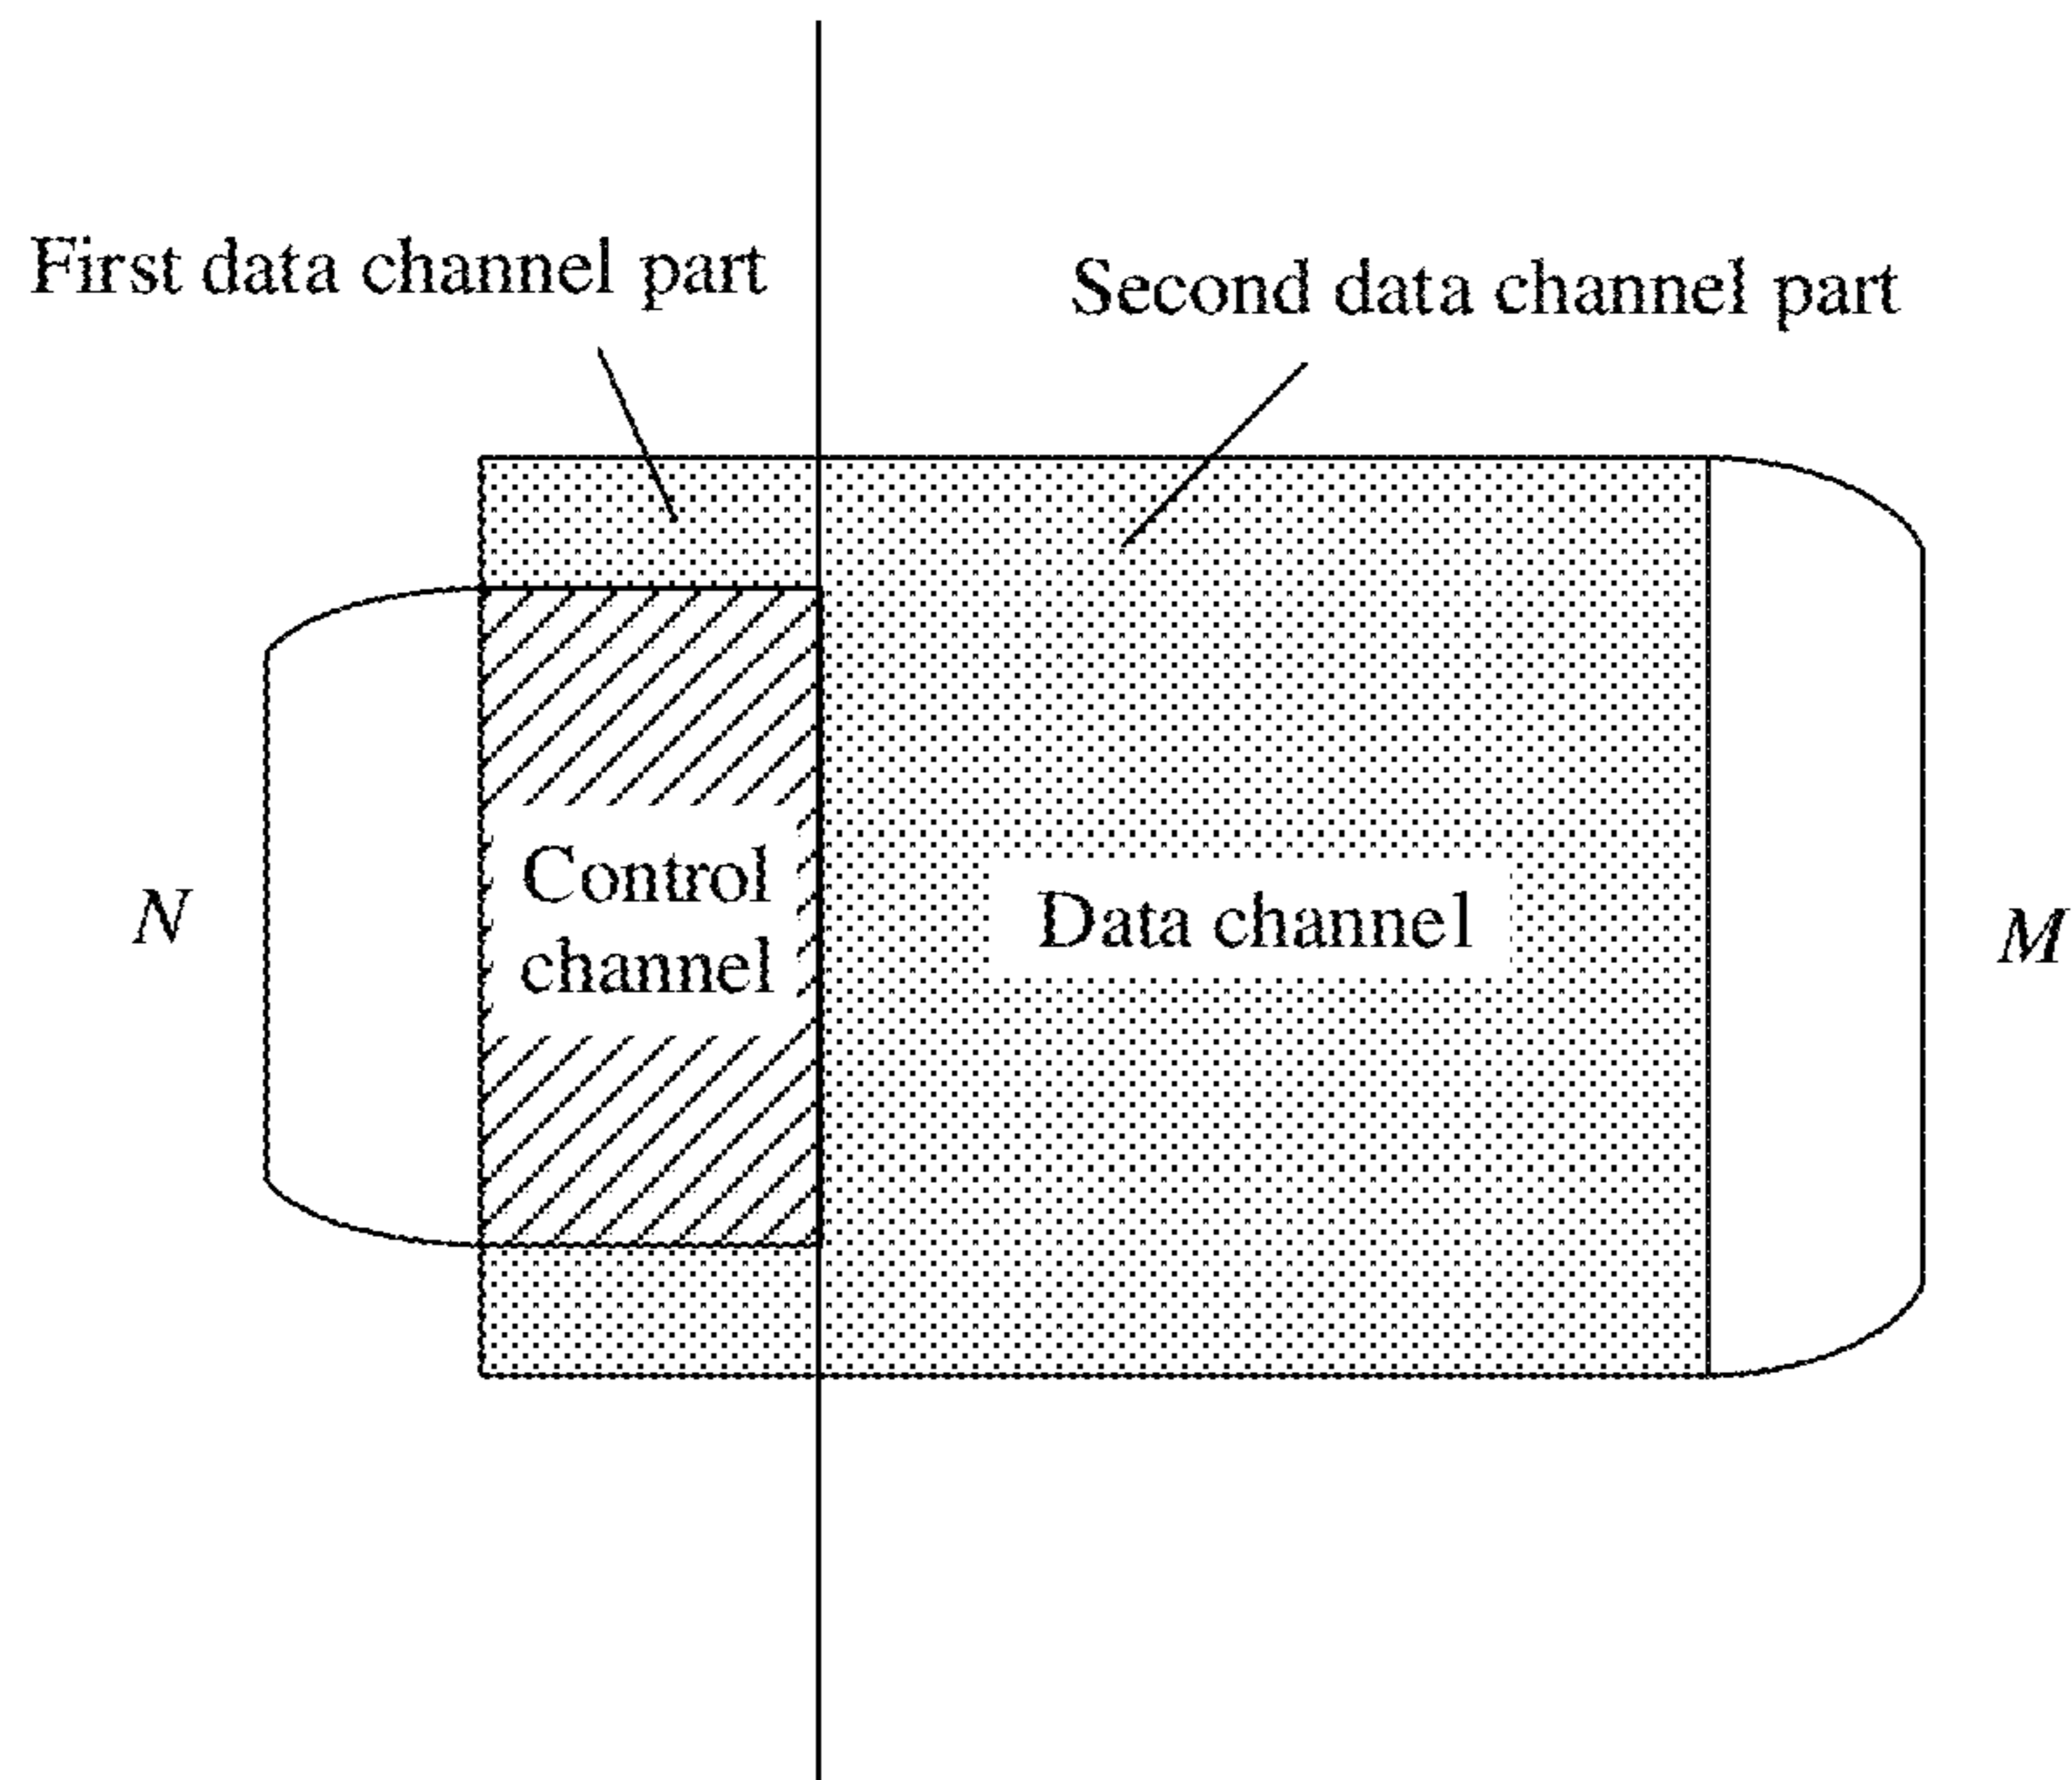 First data channel part
Second data channel part
Control
channel
Data channel
N
M